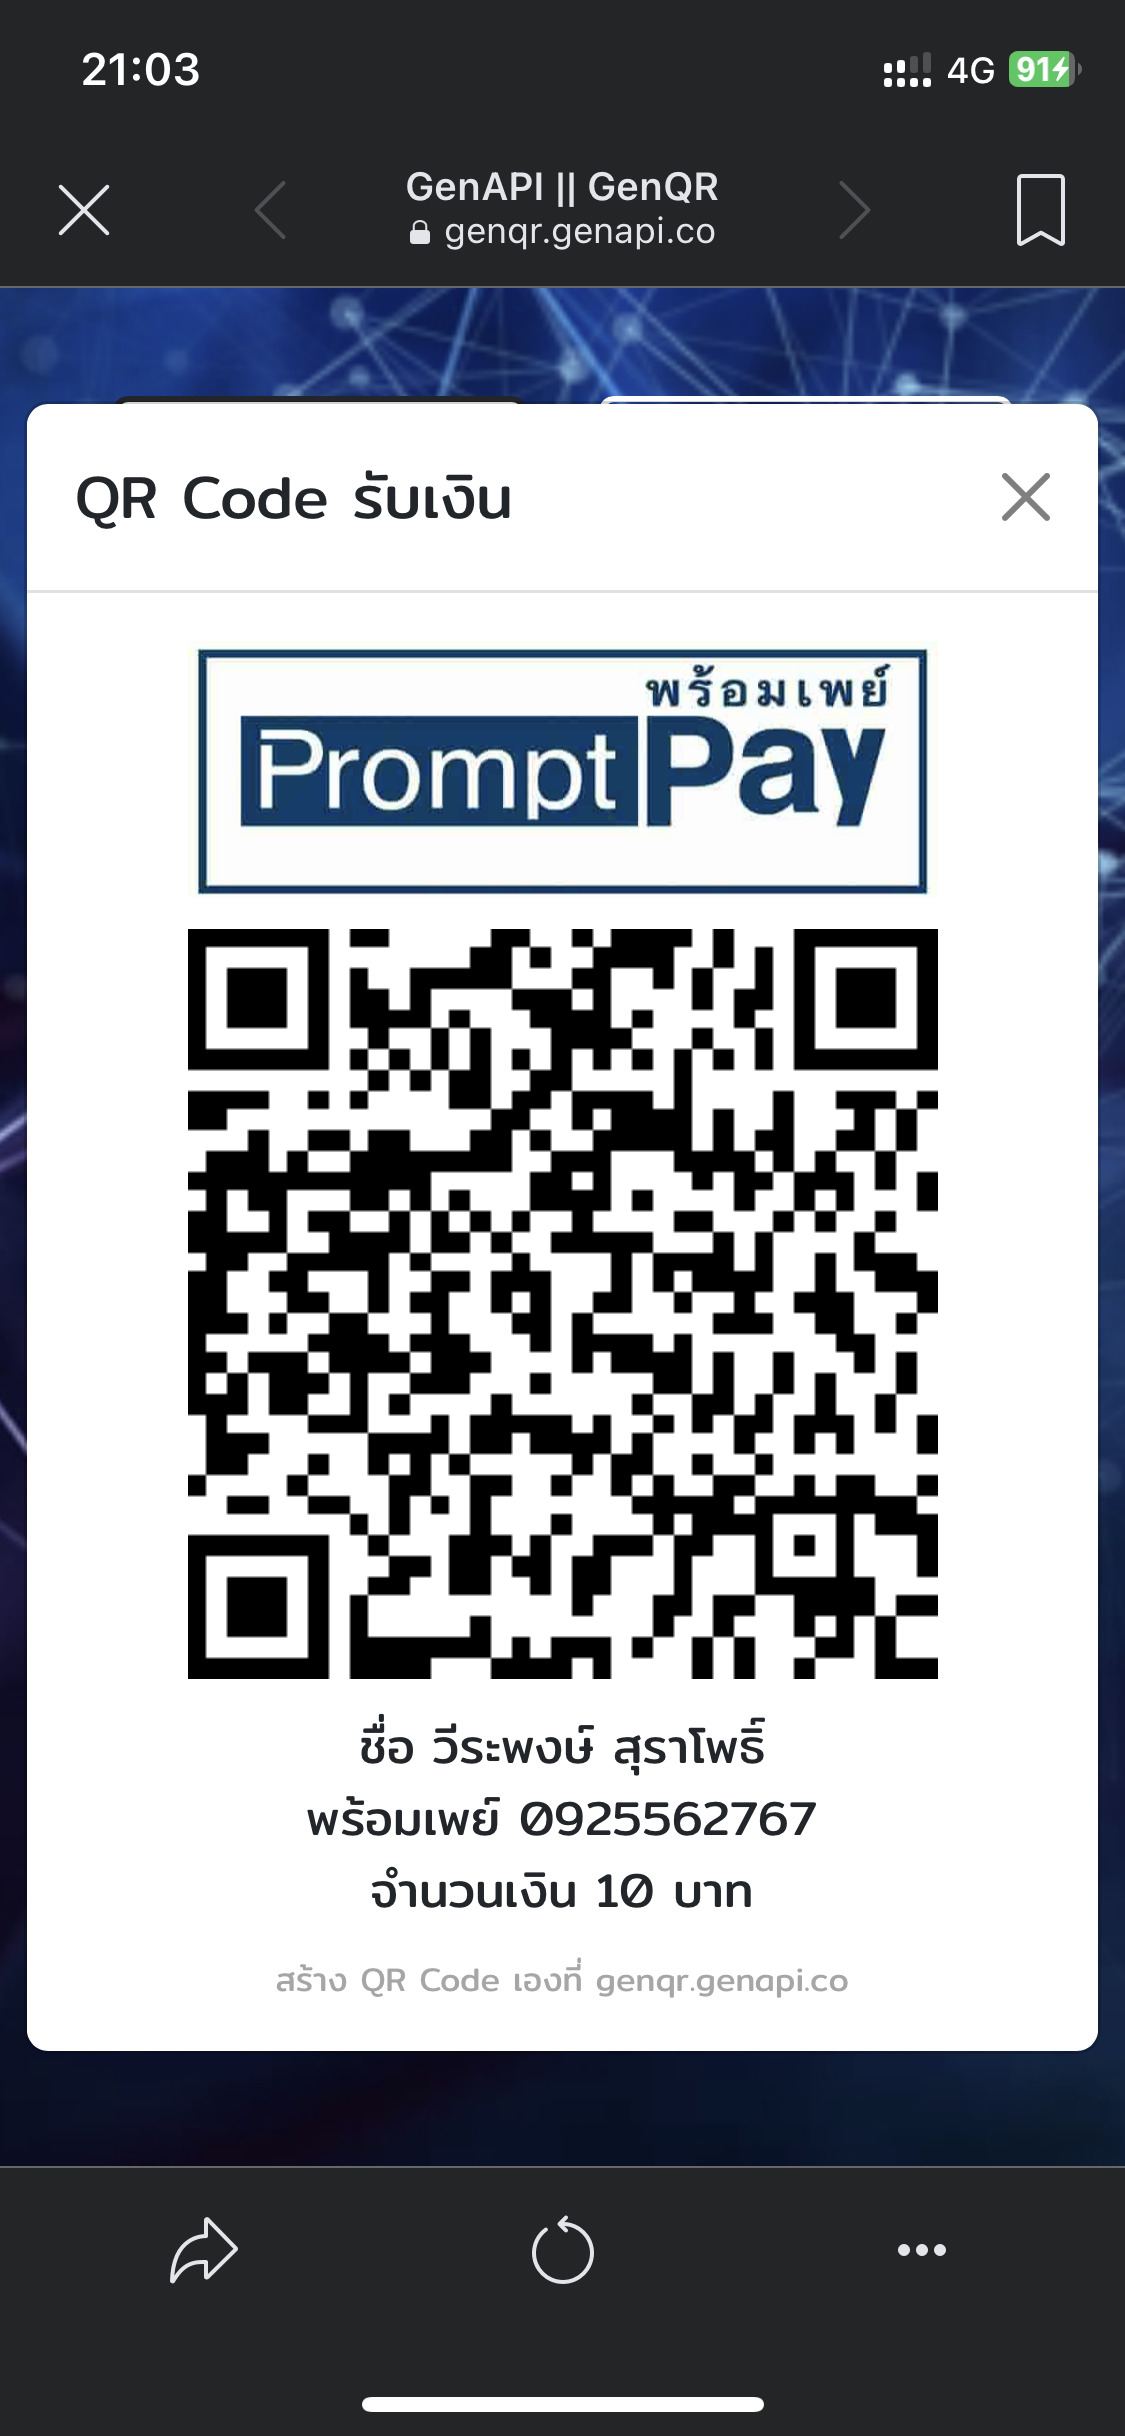 21:03
4G 91
GenAPI || GenQR
genqr.genapi.co
QR Code รับเงิน
พร้อมเพย์
Prompt Pay
ชื่อ วีระพงษ์ สุราโพธิ์
พร้อมเพย์ 0925562767
จำนวนเงิน 10 บาท
สร้าง QR Code เองที่ genqr.genapi.co